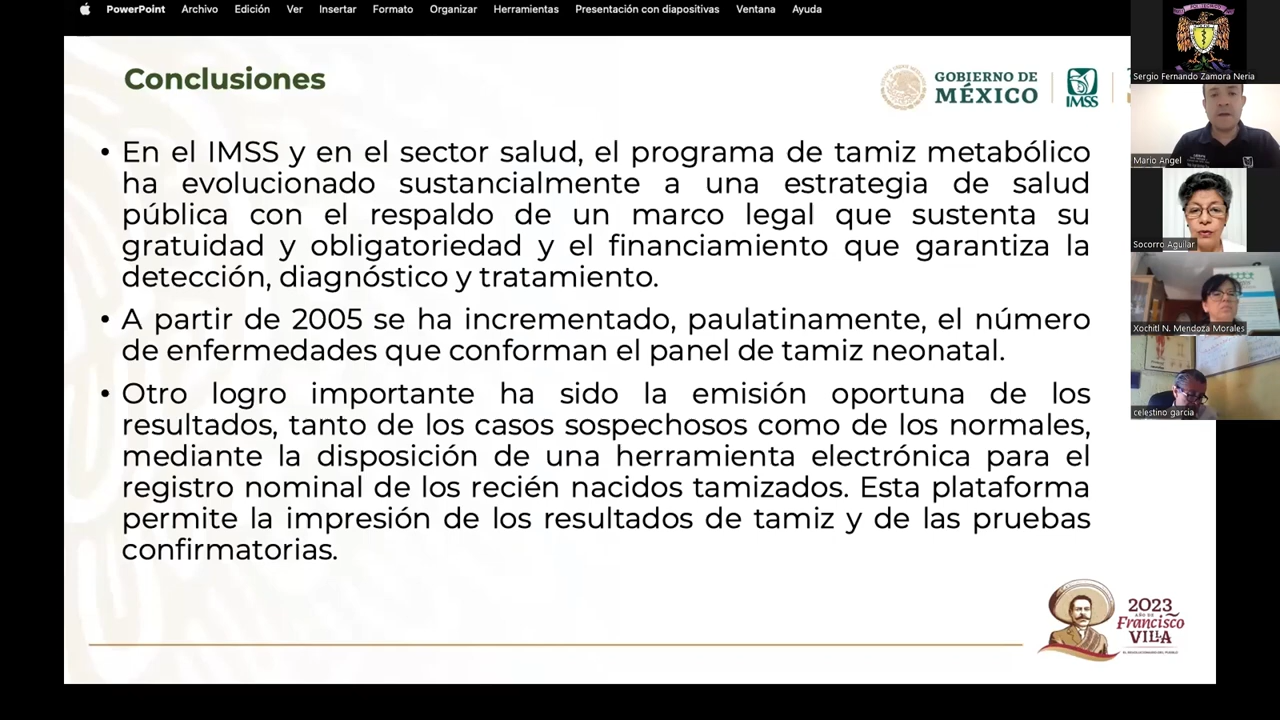 PowerPoint Archivo Edición Ver Insertar Formato Organizar Herramientas Presentación con diapositivas Ventana Ayuda
Conclusiones
GOBIERNO DE
MÉXICO
IMSS
• En el IMSS y en el sector salud, el programa de tamiz metabólico
ha evolucionado sustancialmente a una estrategia de salud
pública con el respaldo de un marco legal que sustenta su
gratuidad y obligatoriedad y el financiamiento que garantiza la
detección, diagnóstico y tratamiento.
• A partir de 2005 se ha incrementado, paulatinamente, el número
de enfermedades que conforman el panel de tamiz neonatal.
• Otro logro importante ha sido la emisión oportuna de los
resultados, tanto de los casos sospechosos como de los normales,
mediante la disposición de una herramienta electrónica para el
registro nominal de los recién nacidos tamizados. Esta plataforma
permite la impresión de los resultados de tamiz y de las pruebas
confirmatorias.
2023
AÑO DE
Francisco
VILLA
Sergio Fernando Zamora Neria
Mario Angel
Socorro Aguilar
Xochitl N. Mendoza Morales
celestino garcia